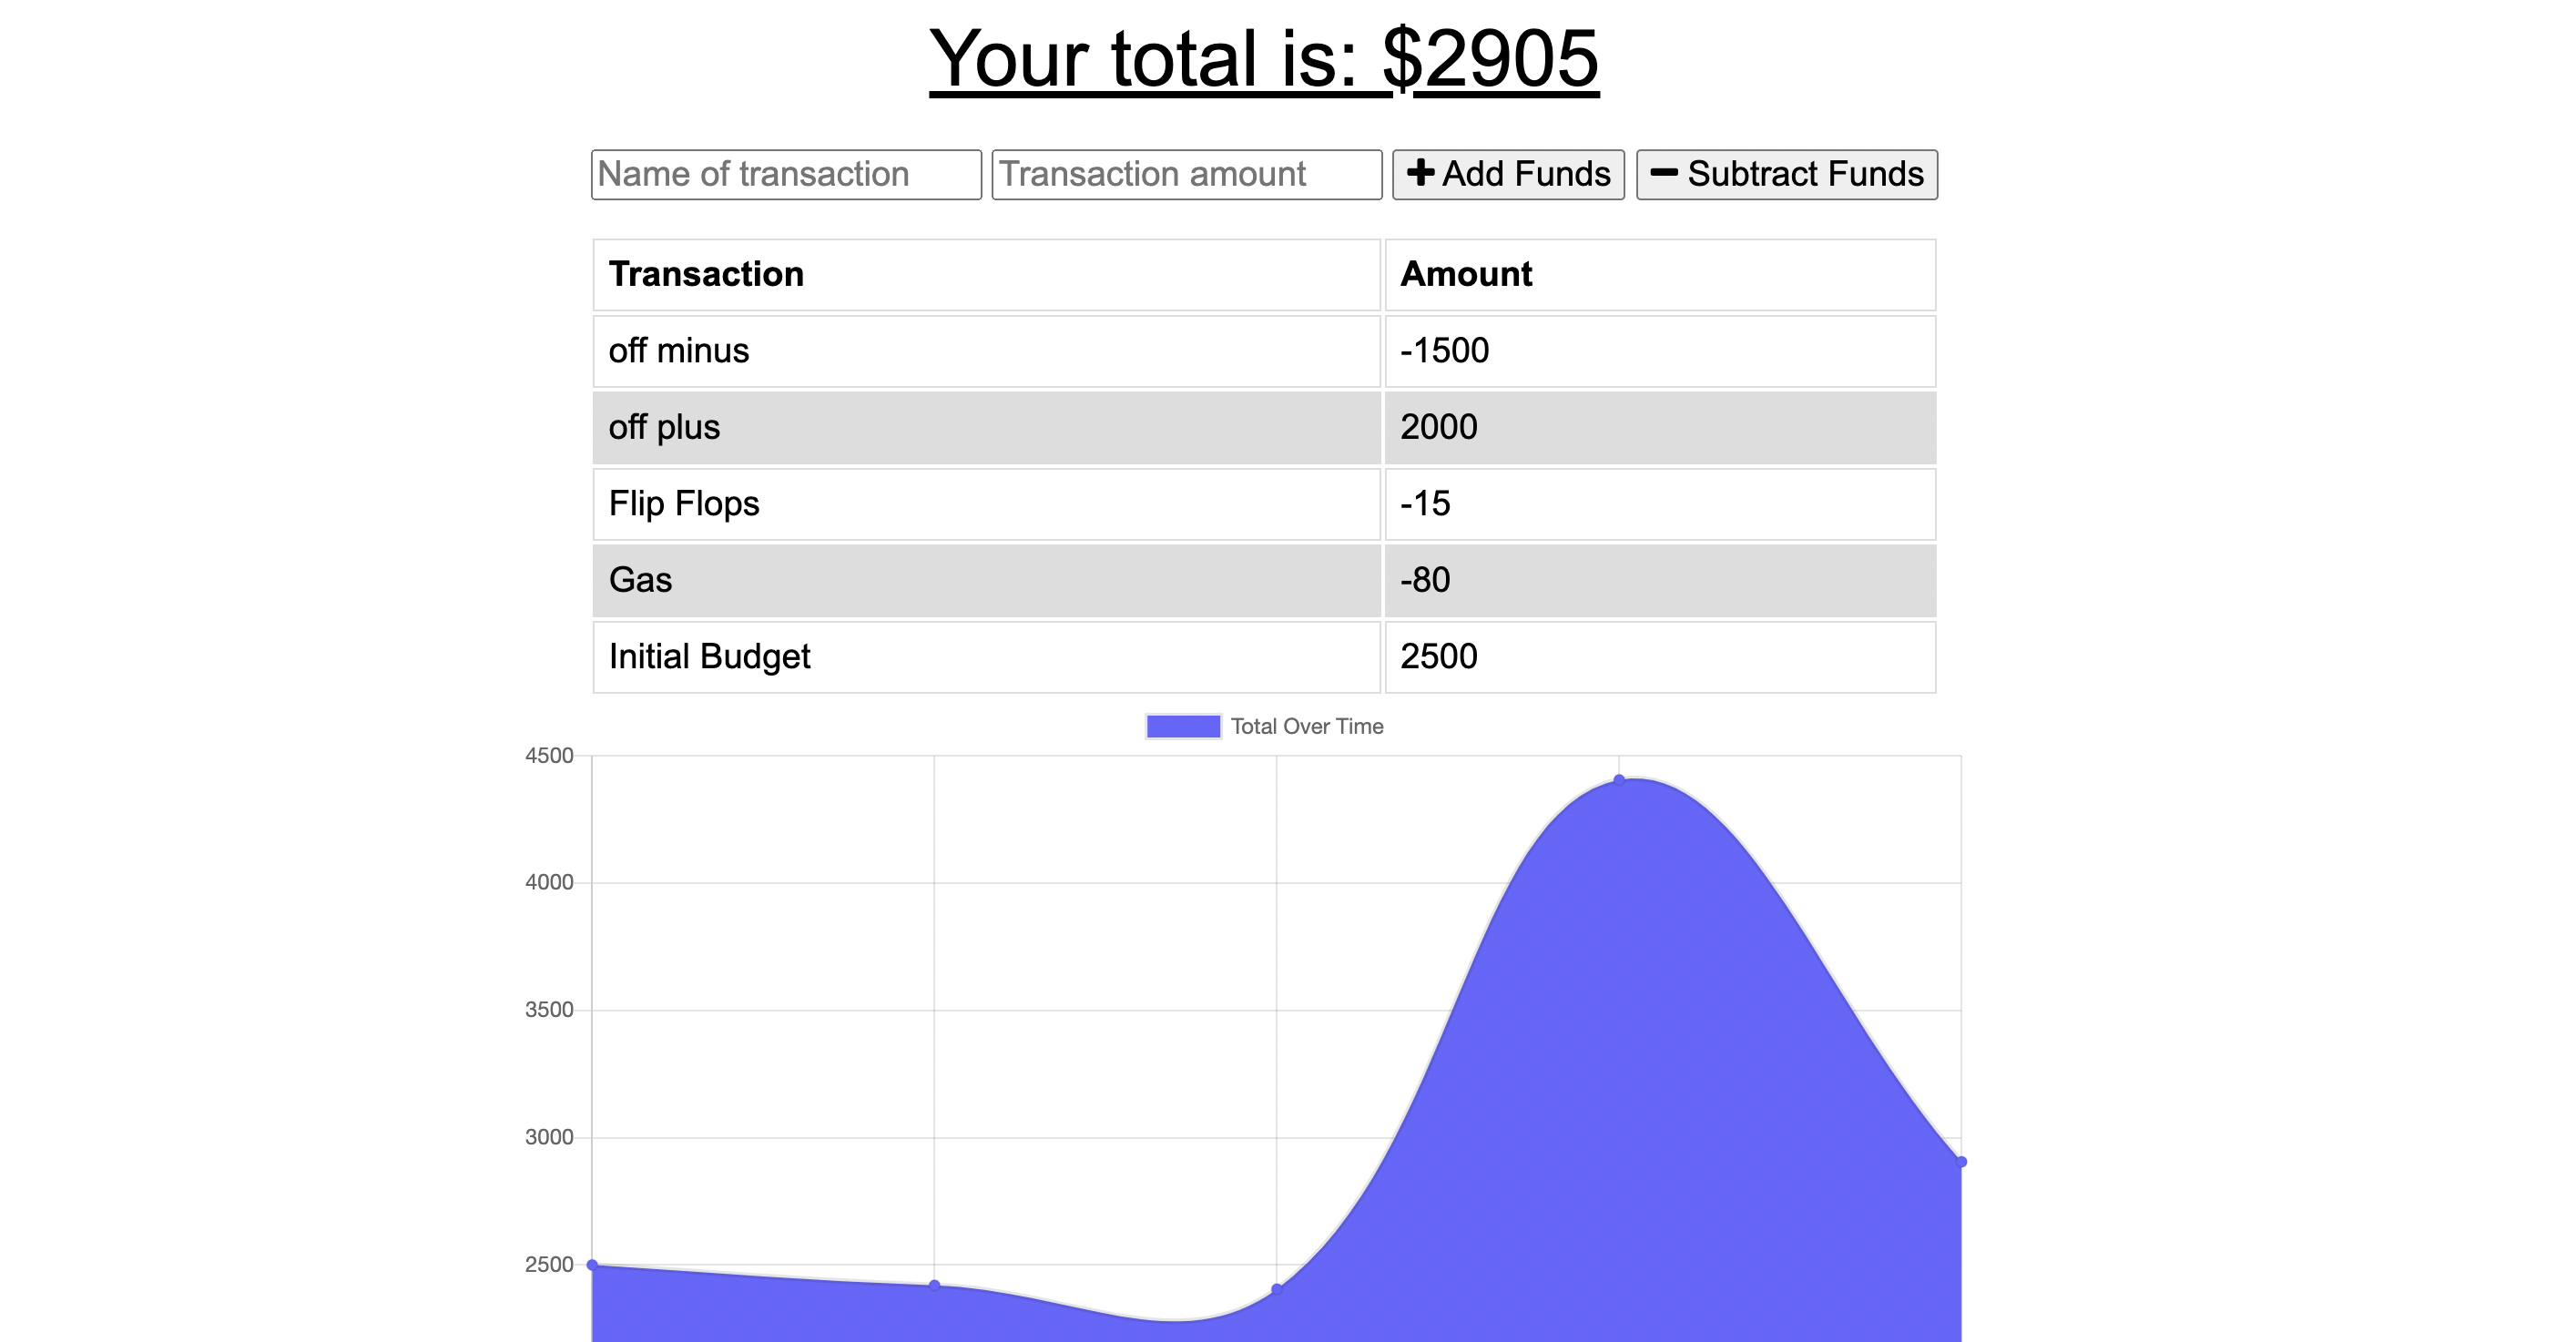 Your total is: $2905
Name of transaction Transaction amount Add Funds Subtract Funds
Transaction Amount
off minus -1500
off plus 2000
Flip Flops -15
Gas -80
Initial Budget 2500
Total Over Time
4500
4000
3500
3000
2500